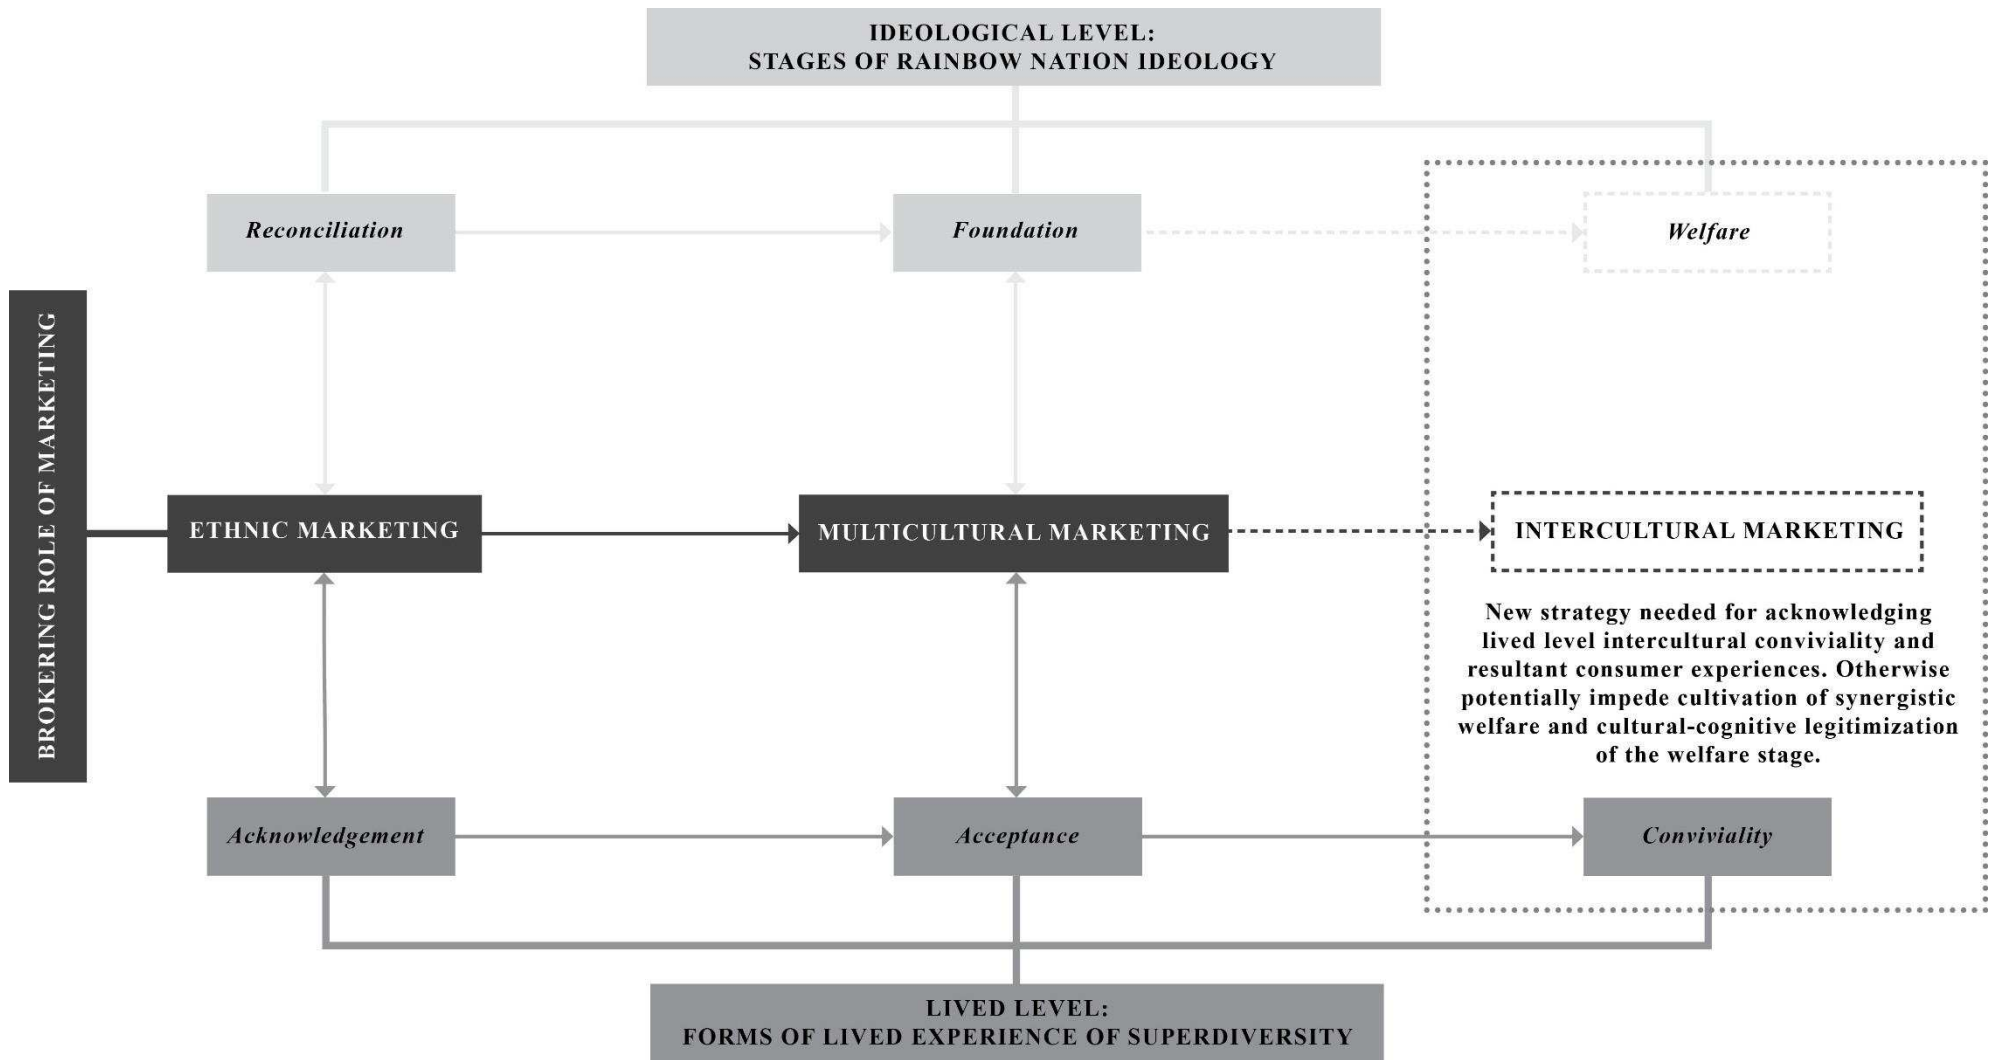 IDEOLOGICAL LEVEL:
STAGES OF RAINBOW NATION IDEOLOGY
Reconciliation
Foundation
Welfare
BROKERING ROLE OF MARKETING
ETHNIC MARKETING
MULTICULTURAL MARKETING
INTERCULTURAL MARKETING
New strategy needed for acknowledging
lived level intercultural conviviality and
resultant consumer experiences. Otherwise
potentially impede cultivation of synergistic
welfare and cultural-cognitive legitimization
of the welfare stage.
Acknowledgement
Acceptance
Conviviality
LIVED LEVEL:
FORMS OF LIVED EXPERIENCE OF SUPERDIVERSITY